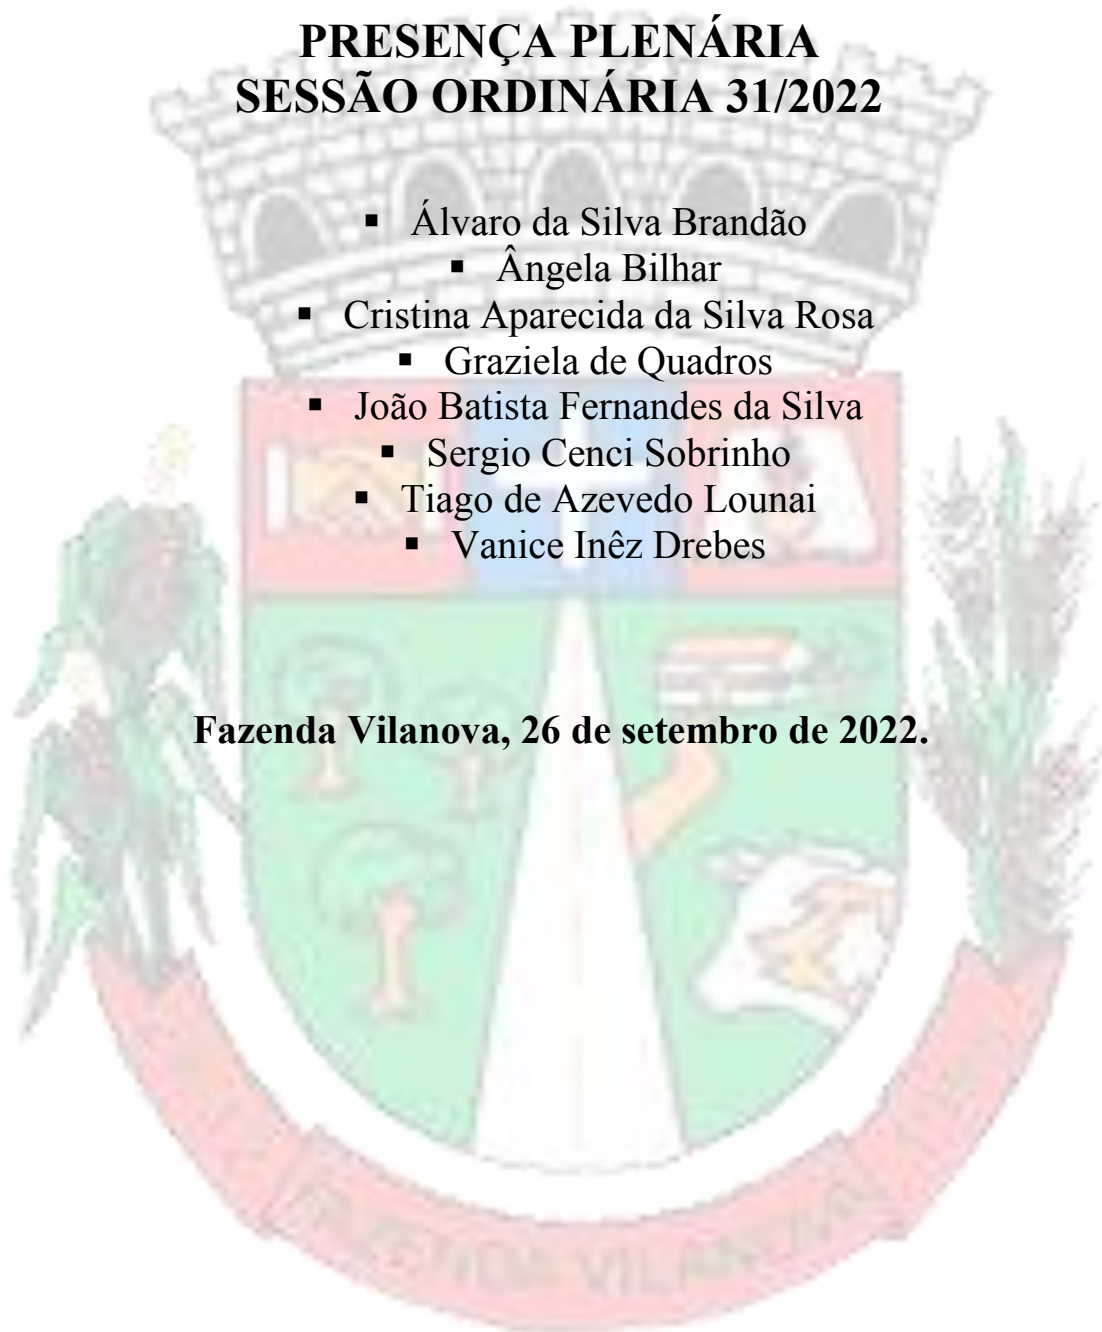 PRESENÇA PLENÁRIA
SESSÃO ORDINÁRIA 31/2022
▪ Álvaro da Silva Brandão
▪ Ângela Bilhar
▪ Cristina Aparecida da Silva Rosa
▪ Graziela de Quadros
▪ João Batista Fernandes da Silva
▪ Sergio Cenci Sobrinho
▪ Tiago de Azevedo Lounai
▪ Vanice Inêz Drebes
Fazenda Vilanova, 26 de setembro de 2022.
FAZENDA VILANOVA